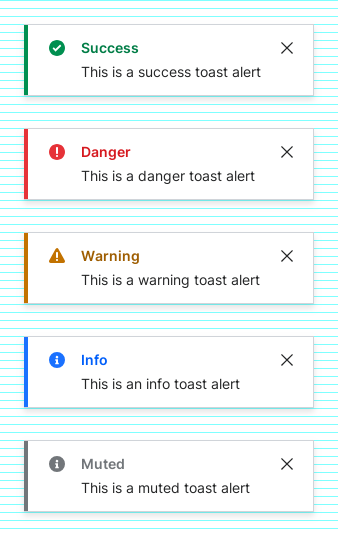 Success
This is a success toast alert
Danger
This is a danger toast alert
Warning
This is a warning toast alert
Info
This is an info toast alert
Muted
This is a muted toast alert